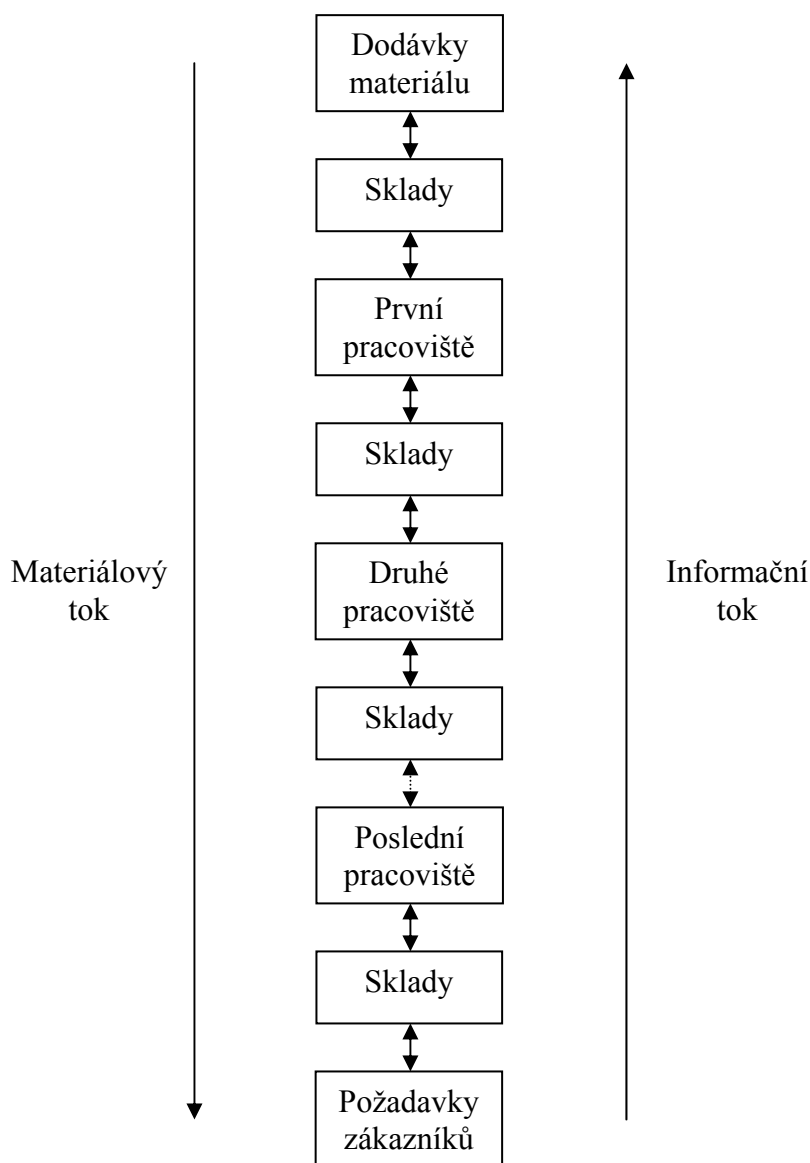 Dodávky
materiálu
Sklady
První
pracoviště
Sklady
Materiálový
tok
Druhé
pracoviště
Informační
tok
Sklady
Poslední
pracoviště
Sklady
Požadavky
zákazníků